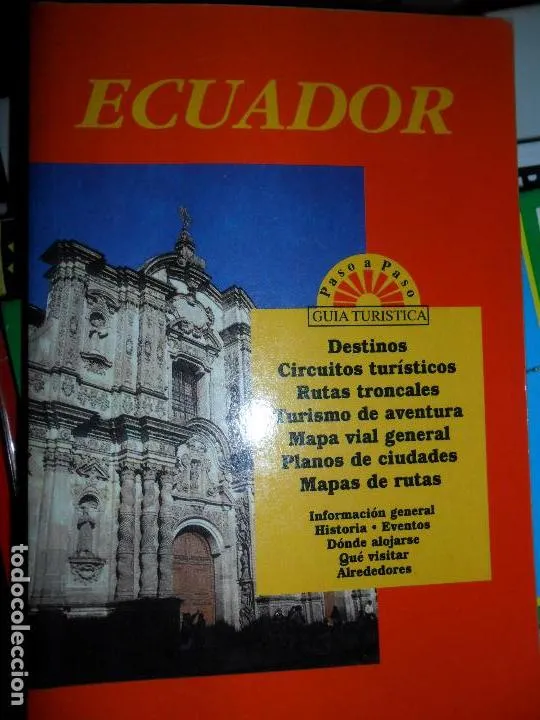 ECUADOR
Paso a Paso
GUIA TURISTICA
Destinos
Circuitos turísticos
Rutas troncales
Turismo de aventura
Mapa vial general
Planos de ciudades
Mapas de rutas
Información general
Historia • Eventos
Dónde alojarse
Qué visitar
Alrededores
todocoleccion